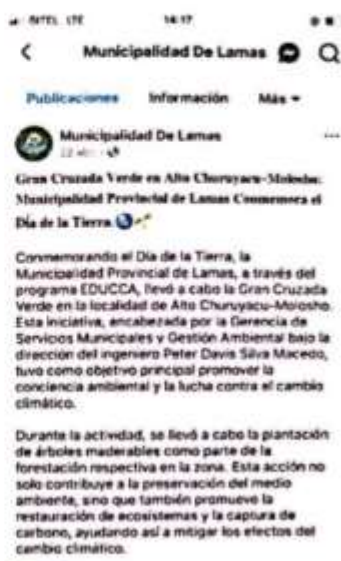 BITEL LTE 14:17
Municipalidad De Lamas
Publicaciones Información Más
Municipalidad De Lamas
22 abr. ·
Gran Cruzada Verde en Alto Churuyacu-Molosho:
Municipalidad Provincial de Lamas Conmemora el
Día de la Tierra.
Conmemorando el Día de la Tierra, la
Municipalidad Provincial de Lamas, a través del
programa EDUCCA, llevó a cabo la Gran Cruzada
Verde en la localidad de Alto Churuyacu-Molosho.
Esta iniciativa, encabezada por la Gerencia de
Servicios Municipales y Gestión Ambiental bajo la
dirección del ingeniero Peter Davis Silva Macedo,
tuvo como objetivo principal promover la
conciencia ambiental y la lucha contra el cambio
climático.
Durante la actividad, se llevó a cabo la plantación
de árboles maderables como parte de la
forestación respectiva en la zona. Esta acción no
solo contribuye a la preservación del medio
ambiente, sino que también promueve la
restauración de ecosistemas y la captura de
carbono, ayudando así a mitigar los efectos del
cambio climático.